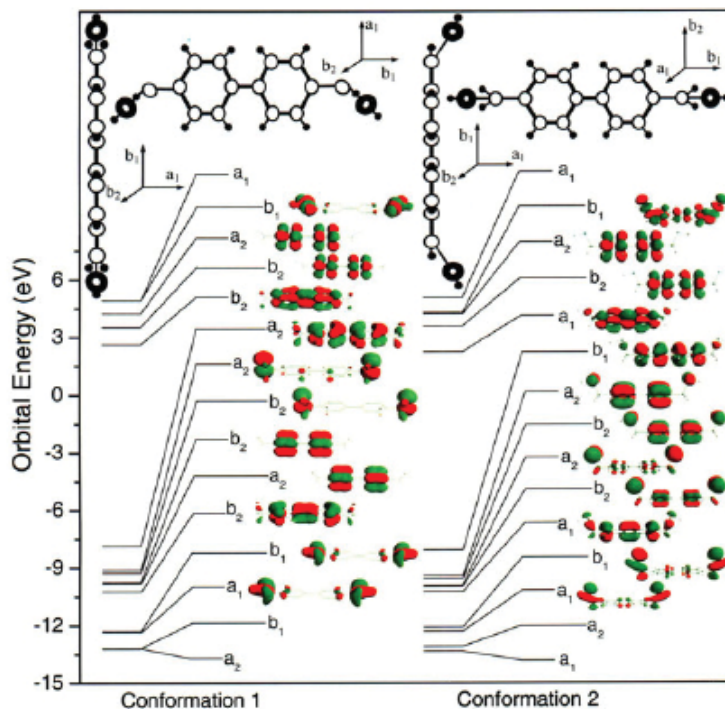 a1
b2
b1
b2
a1
b1
b1
a1
b2
b1
a1
b2
a1
b1
a2
b2
b2
a2
a2
b2
b2
a2
b2
b1
a1
b1
a2
a1
b1
a2
b2
a1
b1
a2
b2
a2
b2
a1
b1
a1
a2
a1
Orbital Energy (eV)
6
3
0
-3
-6
-9
-12
-15
Conformation 1
Conformation 2